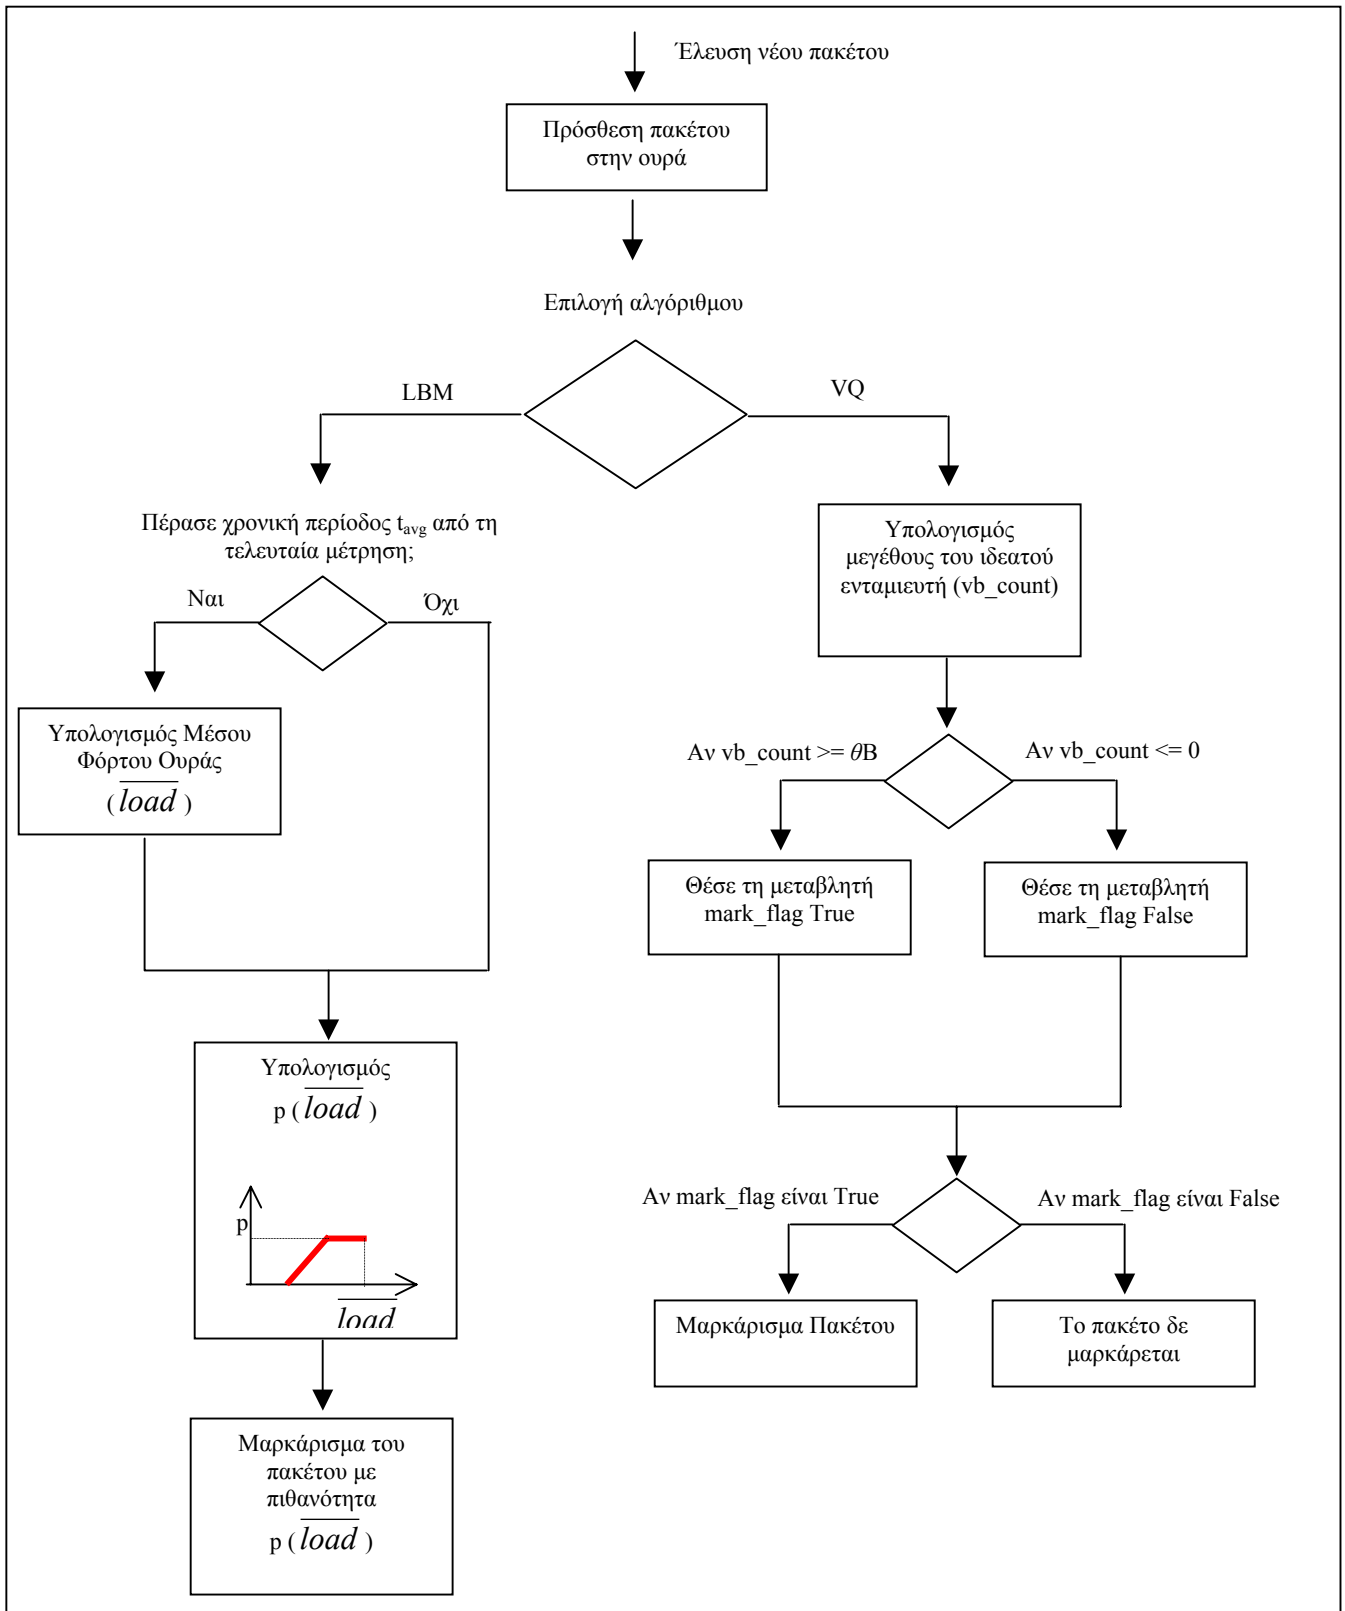 Έλευση νέου πακέτου
Πρόσθεση πακέτου
στην ουρά
Επιλογή αλγόριθμου
LBM
VQ
Πέρασε χρονική περίοδος tavg από τη
τελευταία μέτρηση;
Ναι
Όχι
Υπολογισμός Μέσου
Φόρτου Ουράς
( load )
Υπολογισμός
p ( load )
p
load
Μαρκάρισμα του
πακέτου με
πιθανότητα
p ( load )
Υπολογισμός
μεγέθους του ιδεατού
ενταμιευτή (vb_count)
Αν vb_count >= θB
Αν vb_count <= 0
Θέσε τη μεταβλητή
mark_flag True
Θέσε τη μεταβλητή
mark_flag False
Αν mark_flag είναι True
Αν mark_flag είναι False
Μαρκάρισμα Πακέτου
Το πακέτο δε
μαρκάρεται